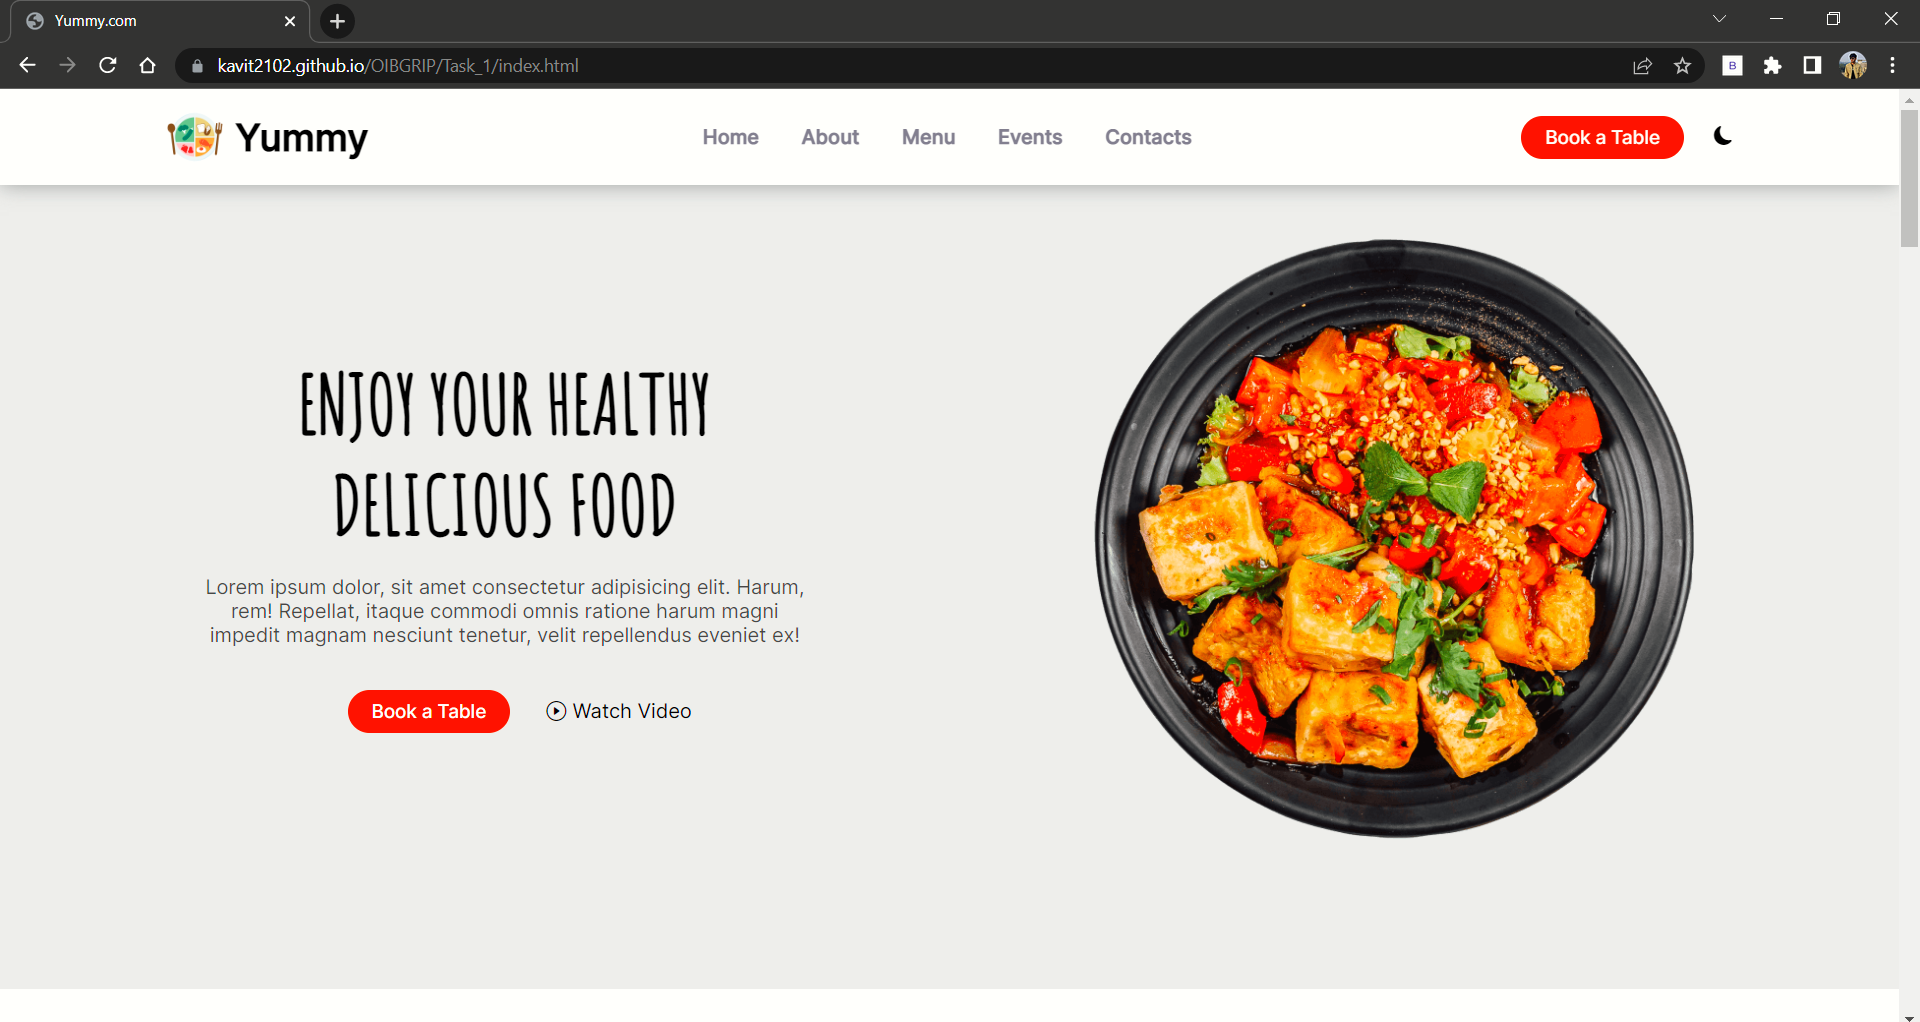 Yummy.com
kavit2102.github.io/OIBGRIP/Task_1/index.html
B
Yummy
Home About Menu Events Contacts
Book a Table
ENJOY YOUR HEALTHY
DELICIOUS FOOD
Lorem ipsum dolor, sit amet consectetur adipisicing elit. Harum,
rem! Repellat, itaque commodi omnis ratione harum magni
impedit magnam nesciunt tenetur, velit repellendus eveniet ex!
Book a Table Watch Video